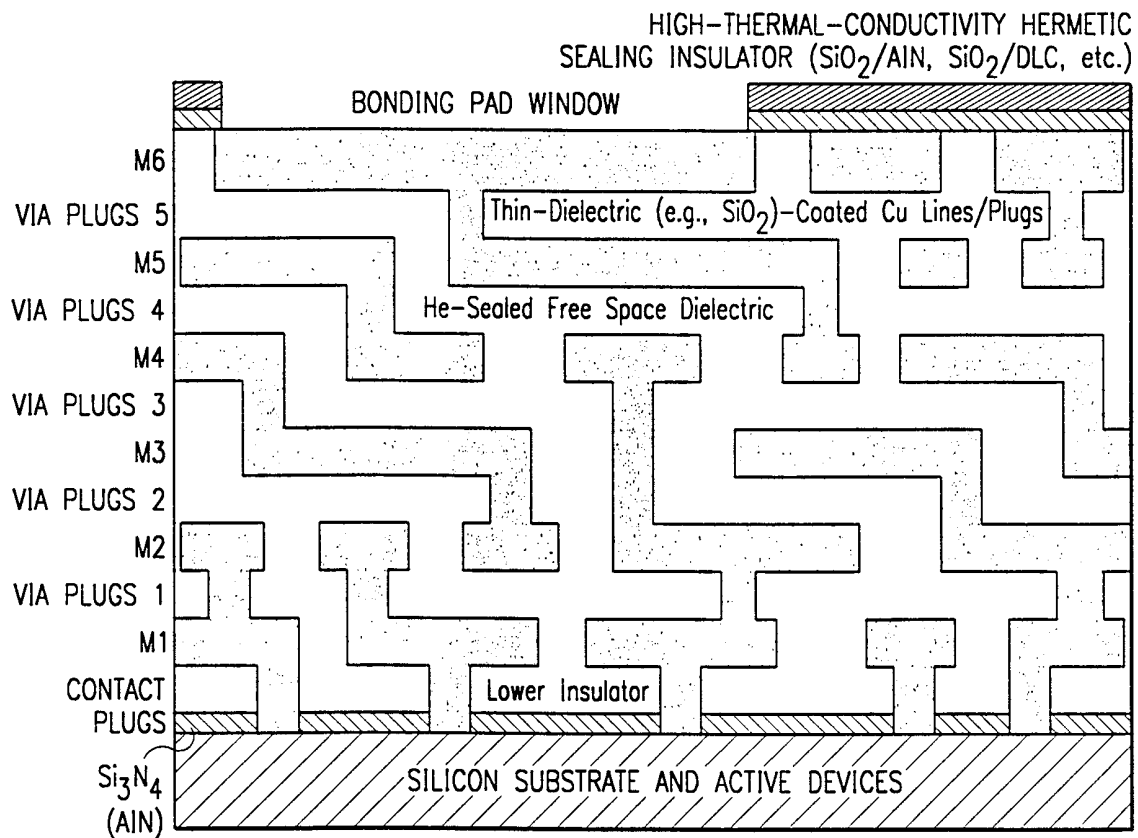 HIGH-THERMAL-CONDUCTIVITY HERMETIC
SEALING INSULATOR (SiO2/AlN, SiO2/DLC, etc.)
BONDING PAD WINDOW
M6
VIA PLUGS 5
Thin-Dielectric (e.g., SiO2)-Coated Cu Lines/Plugs
M5
VIA PLUGS 4
He-Sealed Free Space Dielectric
M4
VIA PLUGS 3
M3
VIA PLUGS 2
M2
VIA PLUGS 1
M1
CONTACT
PLUGS
Lower Insulator
Si3N4
(AlN)
SILICON SUBSTRATE AND ACTIVE DEVICES